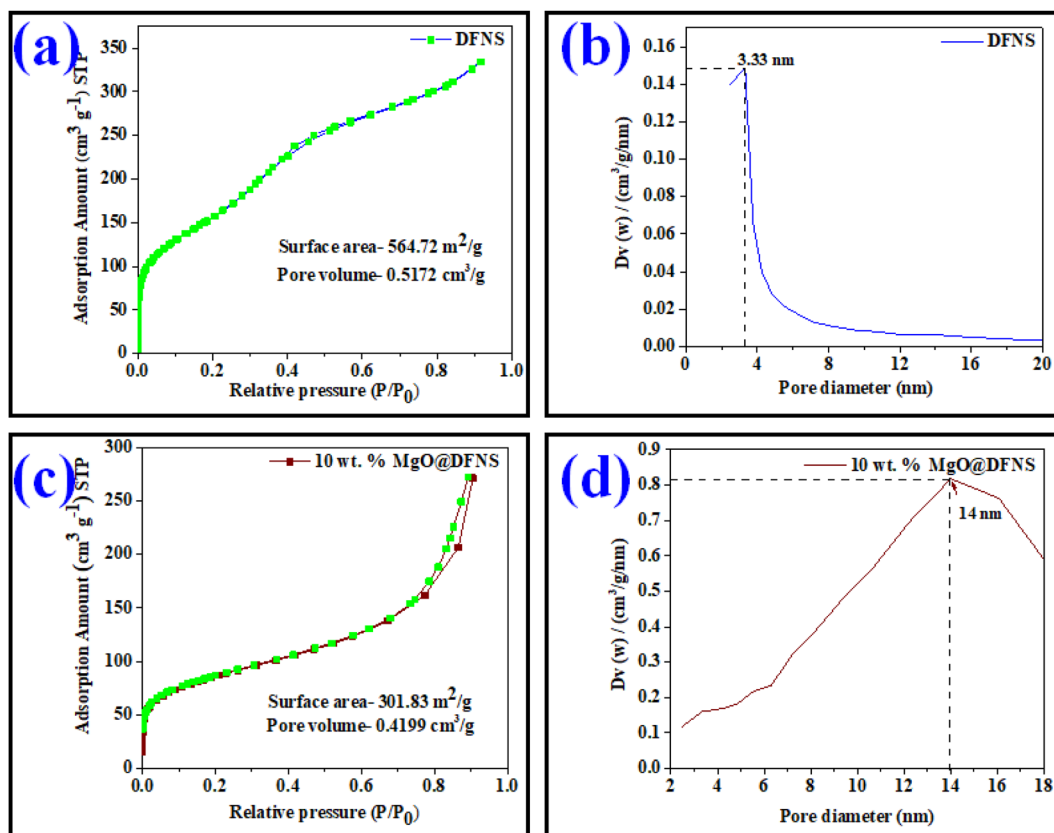 (a)
DFNS
Adsorption Amount (cm³ g⁻¹) STP
350
300
250
200
150
100
50
0
Surface area- 564.72 m²/g
Pore volume- 0.5172 cm³/g
0.0 0.2 0.4 0.6 0.8 1.0
Relative pressure (P/P₀)
(b)
DFNS
3.33 nm
Dv (w) / (cm³/g/nm)
0.16
0.14
0.12
0.10
0.08
0.06
0.04
0.02
0.00
0 4 8 12 16 20
Pore diameter (nm)
(c)
10 wt. % MgO@DFNS
Adsorption Amount (cm³ g⁻¹) STP
300
250
200
150
100
50
0
Surface area- 301.83 m²/g
Pore volume- 0.4199 cm³/g
0.0 0.2 0.4 0.6 0.8 1.0
Relative pressure (P/P₀)
(d)
10 wt. % MgO@DFNS
14 nm
Dv (w) / (cm³/g/nm)
0.9
0.8
0.7
0.6
0.5
0.4
0.3
0.2
0.1
0.0
2 4 6 8 10 12 14 16 18
Pore diameter (nm)